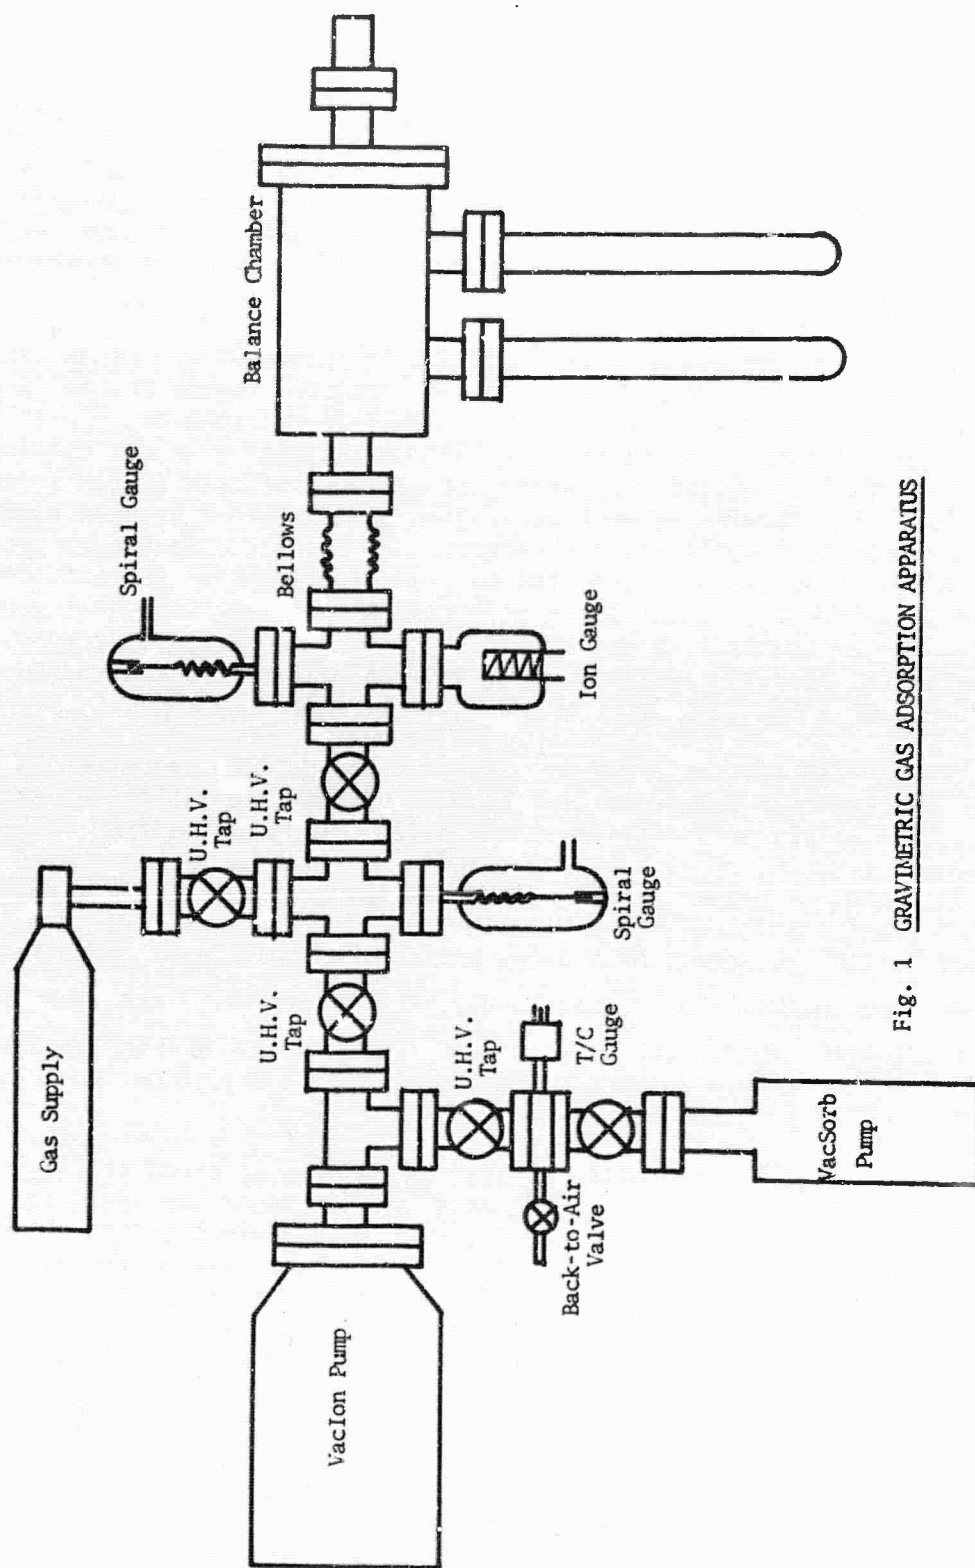 Gas Supply
U.H.V.
Tap
U.H.V.
Tap
Spiral Gauge
Bellows
Balance Chamber
VacIon Pump
U.H.V.
Tap
Spiral
Gauge
Ion Gauge
Back-to-Air
Valve
U.H.V.
Tap
T/C
Gauge
VacSorb
Pump
Fig. 1 GRAVIMETRIC GAS ADSORPTION APPARATUS